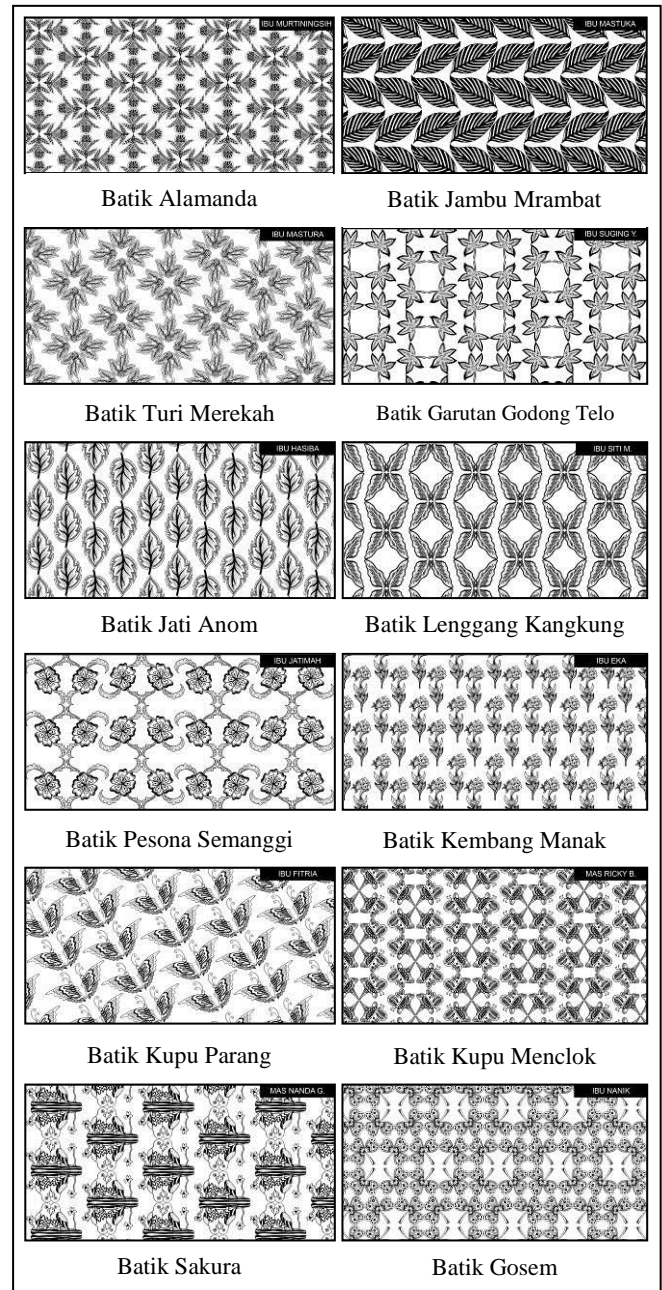 IBU MURTININGSIH
IBU MASTUKA
Batik Alamanda
Batik Jambu Mrambat
IBU MASTURA
IBU SUGING Y.
Batik Turi Merekah
Batik Garutan Godong Telo
IBU HASIBA
IBU SITI M.
Batik Jati Anom
Batik Lenggang Kangkung
IBU JATIMAH
IBU EKA
Batik Pesona Semanggi
Batik Kembang Manak
IBU FITRIA
MAS RICKY B.
Batik Kupu Parang
Batik Kupu Menclok
MAS NANDA G.
IBU NANIK
Batik Sakura
Batik Gosem